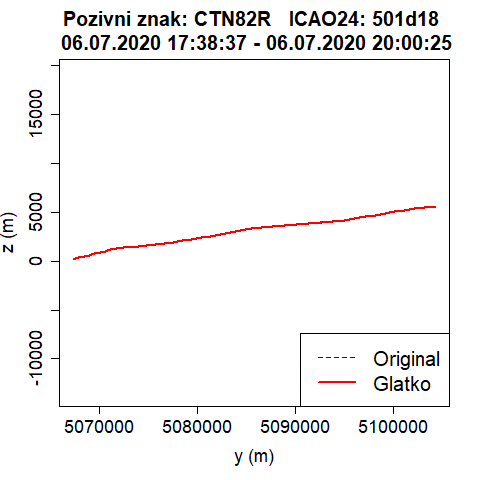 Pozivni znak: CTN82R   ICAO24: 501d18
06.07.2020 17:38:37 - 06.07.2020 20:00:25
z (m)
15000
5000
0
-10000
Original
Glatko
5070000 5080000 5090000 5100000
y (m)